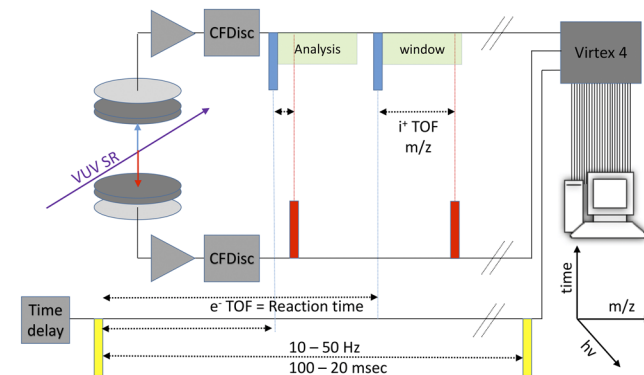 CFDisc
Analysis
window
Virtex 4
VUV SR
i⁺ TOF
m/z
CFDisc
e⁻ TOF = Reaction time
Time
delay
10 – 50 Hz
100 – 20 msec
time
m/z
hv